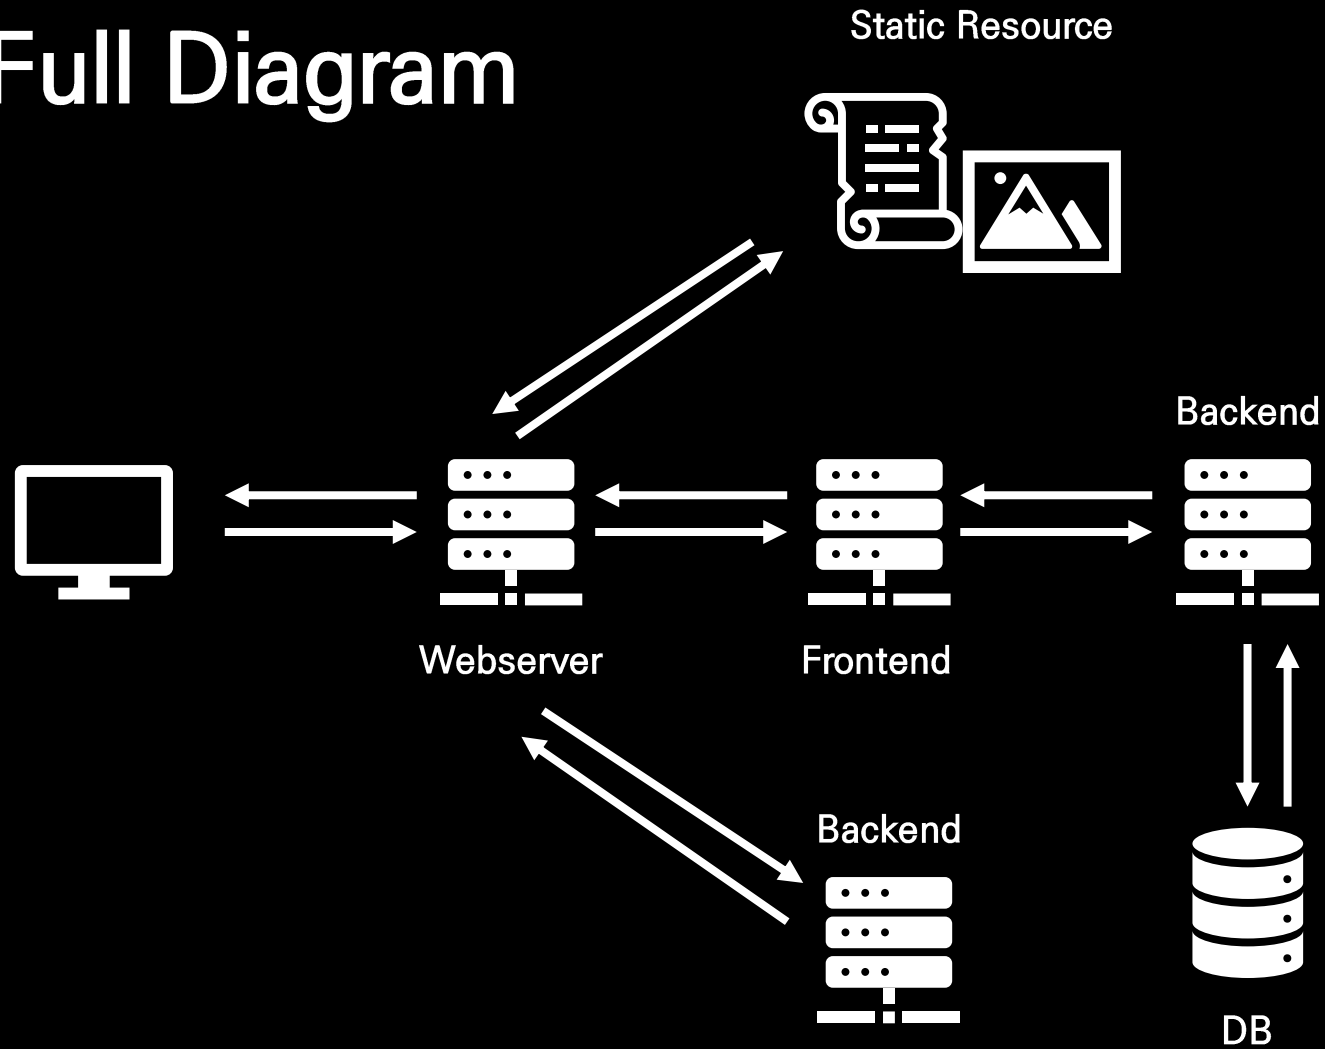 Full Diagram
Static Resource
Backend
Webserver
Frontend
Backend
DB